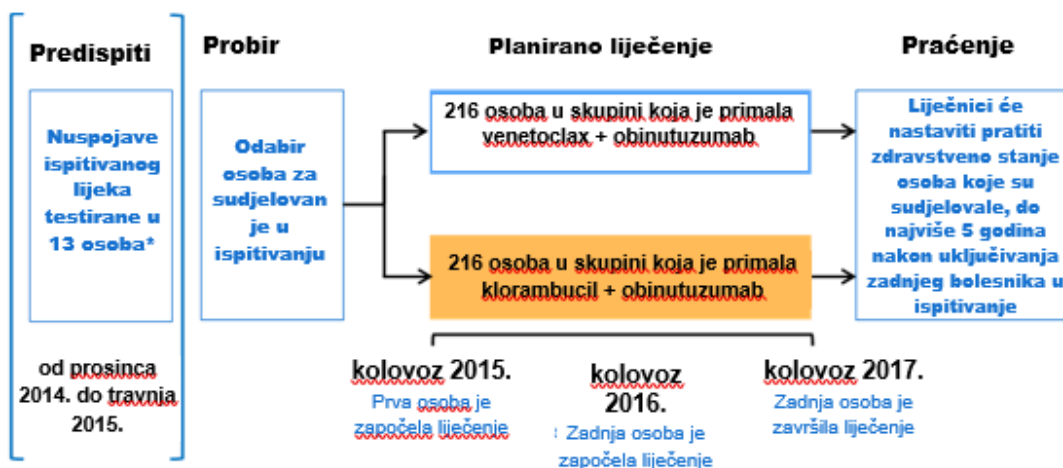 Predispiti
Nuspojave
ispitivanog
lijeka
testirane u
13 osoba*
od prosinca
2014. do travnja
2015.
Probir
Odabir
osoba za
sudjelovan
je u
ispitivanju
Planirano liječenje
216 osoba u skupini koja je primala
venetoclax + obinutuzumab
216 osoba u skupini koja je primala
klorambucil + obinutuzumab
kolovoz 2015.
Prva osoba je
započela liječenje
kolovoz
2016.
Zadnja osoba je
započela liječenje
kolovoz 2017.
Zadnja osoba je
završila liječenje
Praćenje
Liječnici će
nastaviti pratiti
zdravstveno stanje
osoba koje su
sudjelovale, do
najviše 5 godina
nakon uključivanja
zadnjeg bolesnika u
ispitivanje